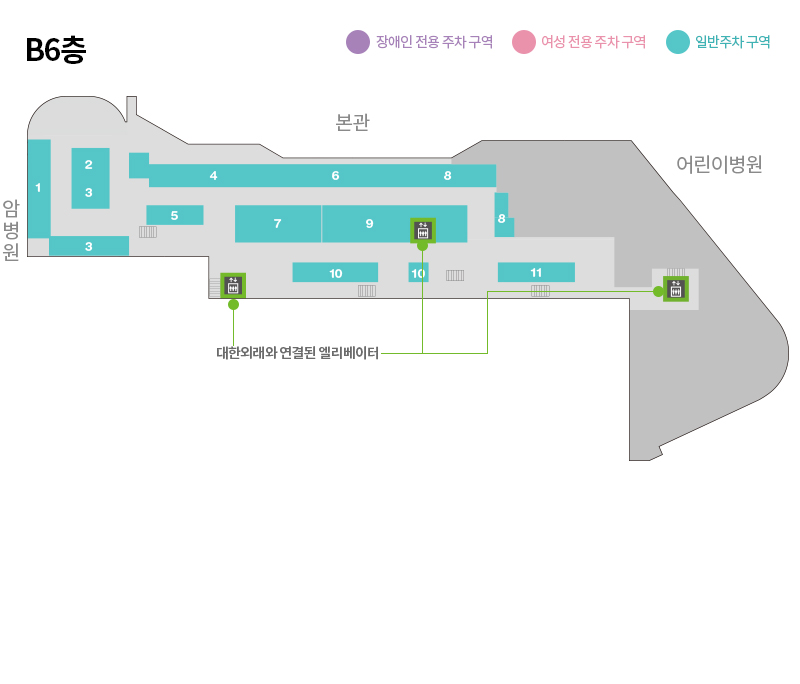 B6층
장애인 전용 주차 구역
여성 전용 주차 구역
일반주차 구역
본관
어린이병원
암병원
1
2
3
3
4
6
8
5
7
9
8
10
10
11
대한외래와 연결된 엘리베이터